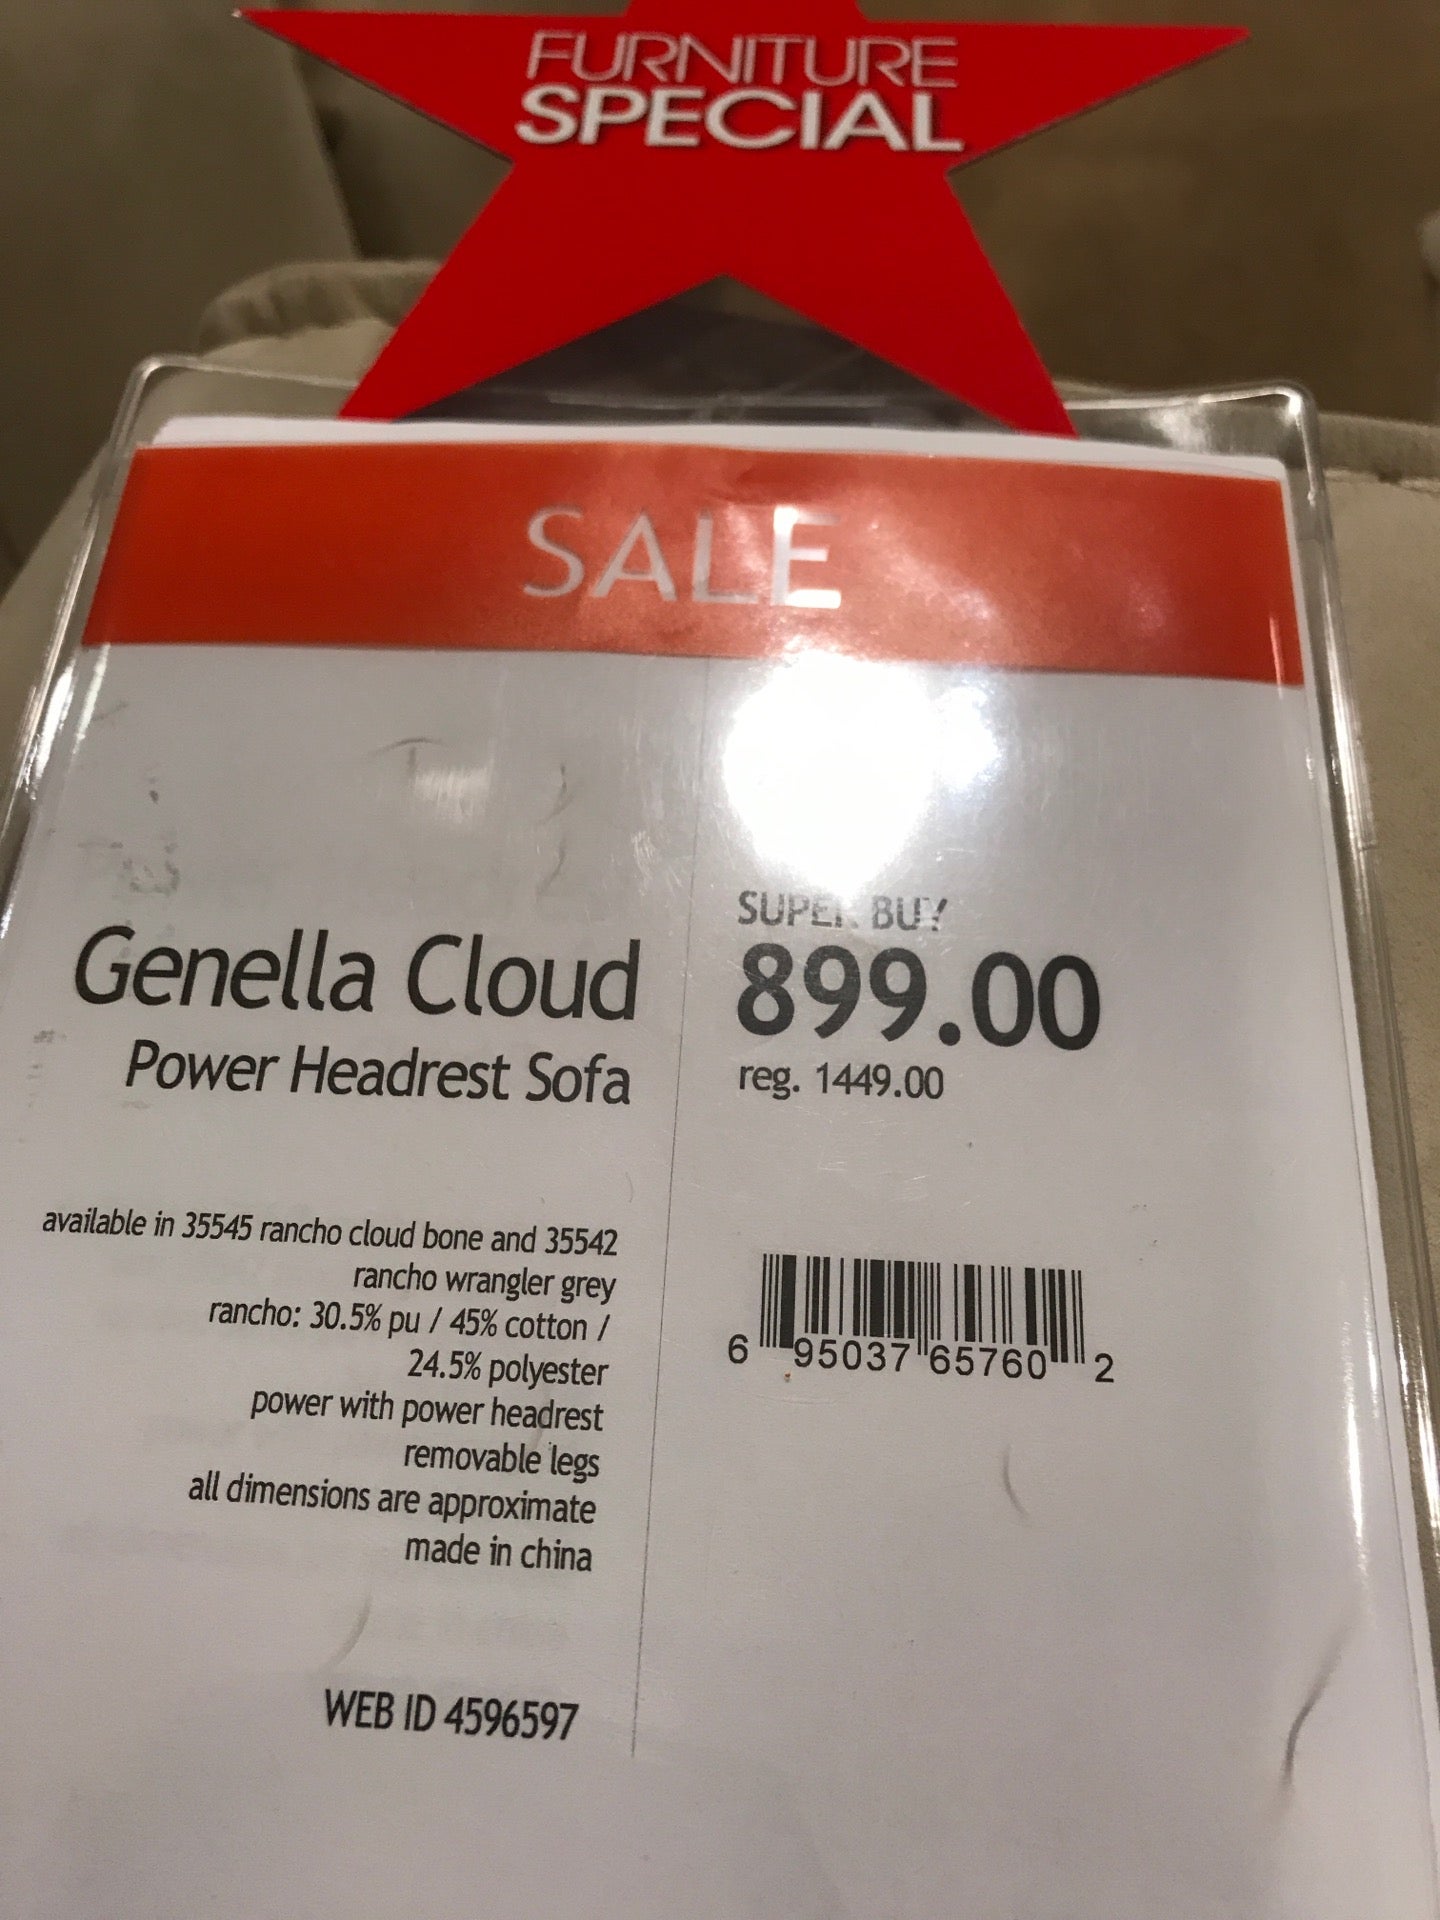 FURNITURE
SPECIAL
SALE
Genella Cloud
Power Headrest Sofa
available in 35545 rancho cloud bone and 35542
rancho wrangler grey
rancho: 30.5% pu / 45% cotton /
24.5% polyester
power with power headrest
removable legs
all dimensions are approximate
made in china
WEB ID 4596597
SUPER BUY
899.00
reg. 1449.00
6 95037 65760 2